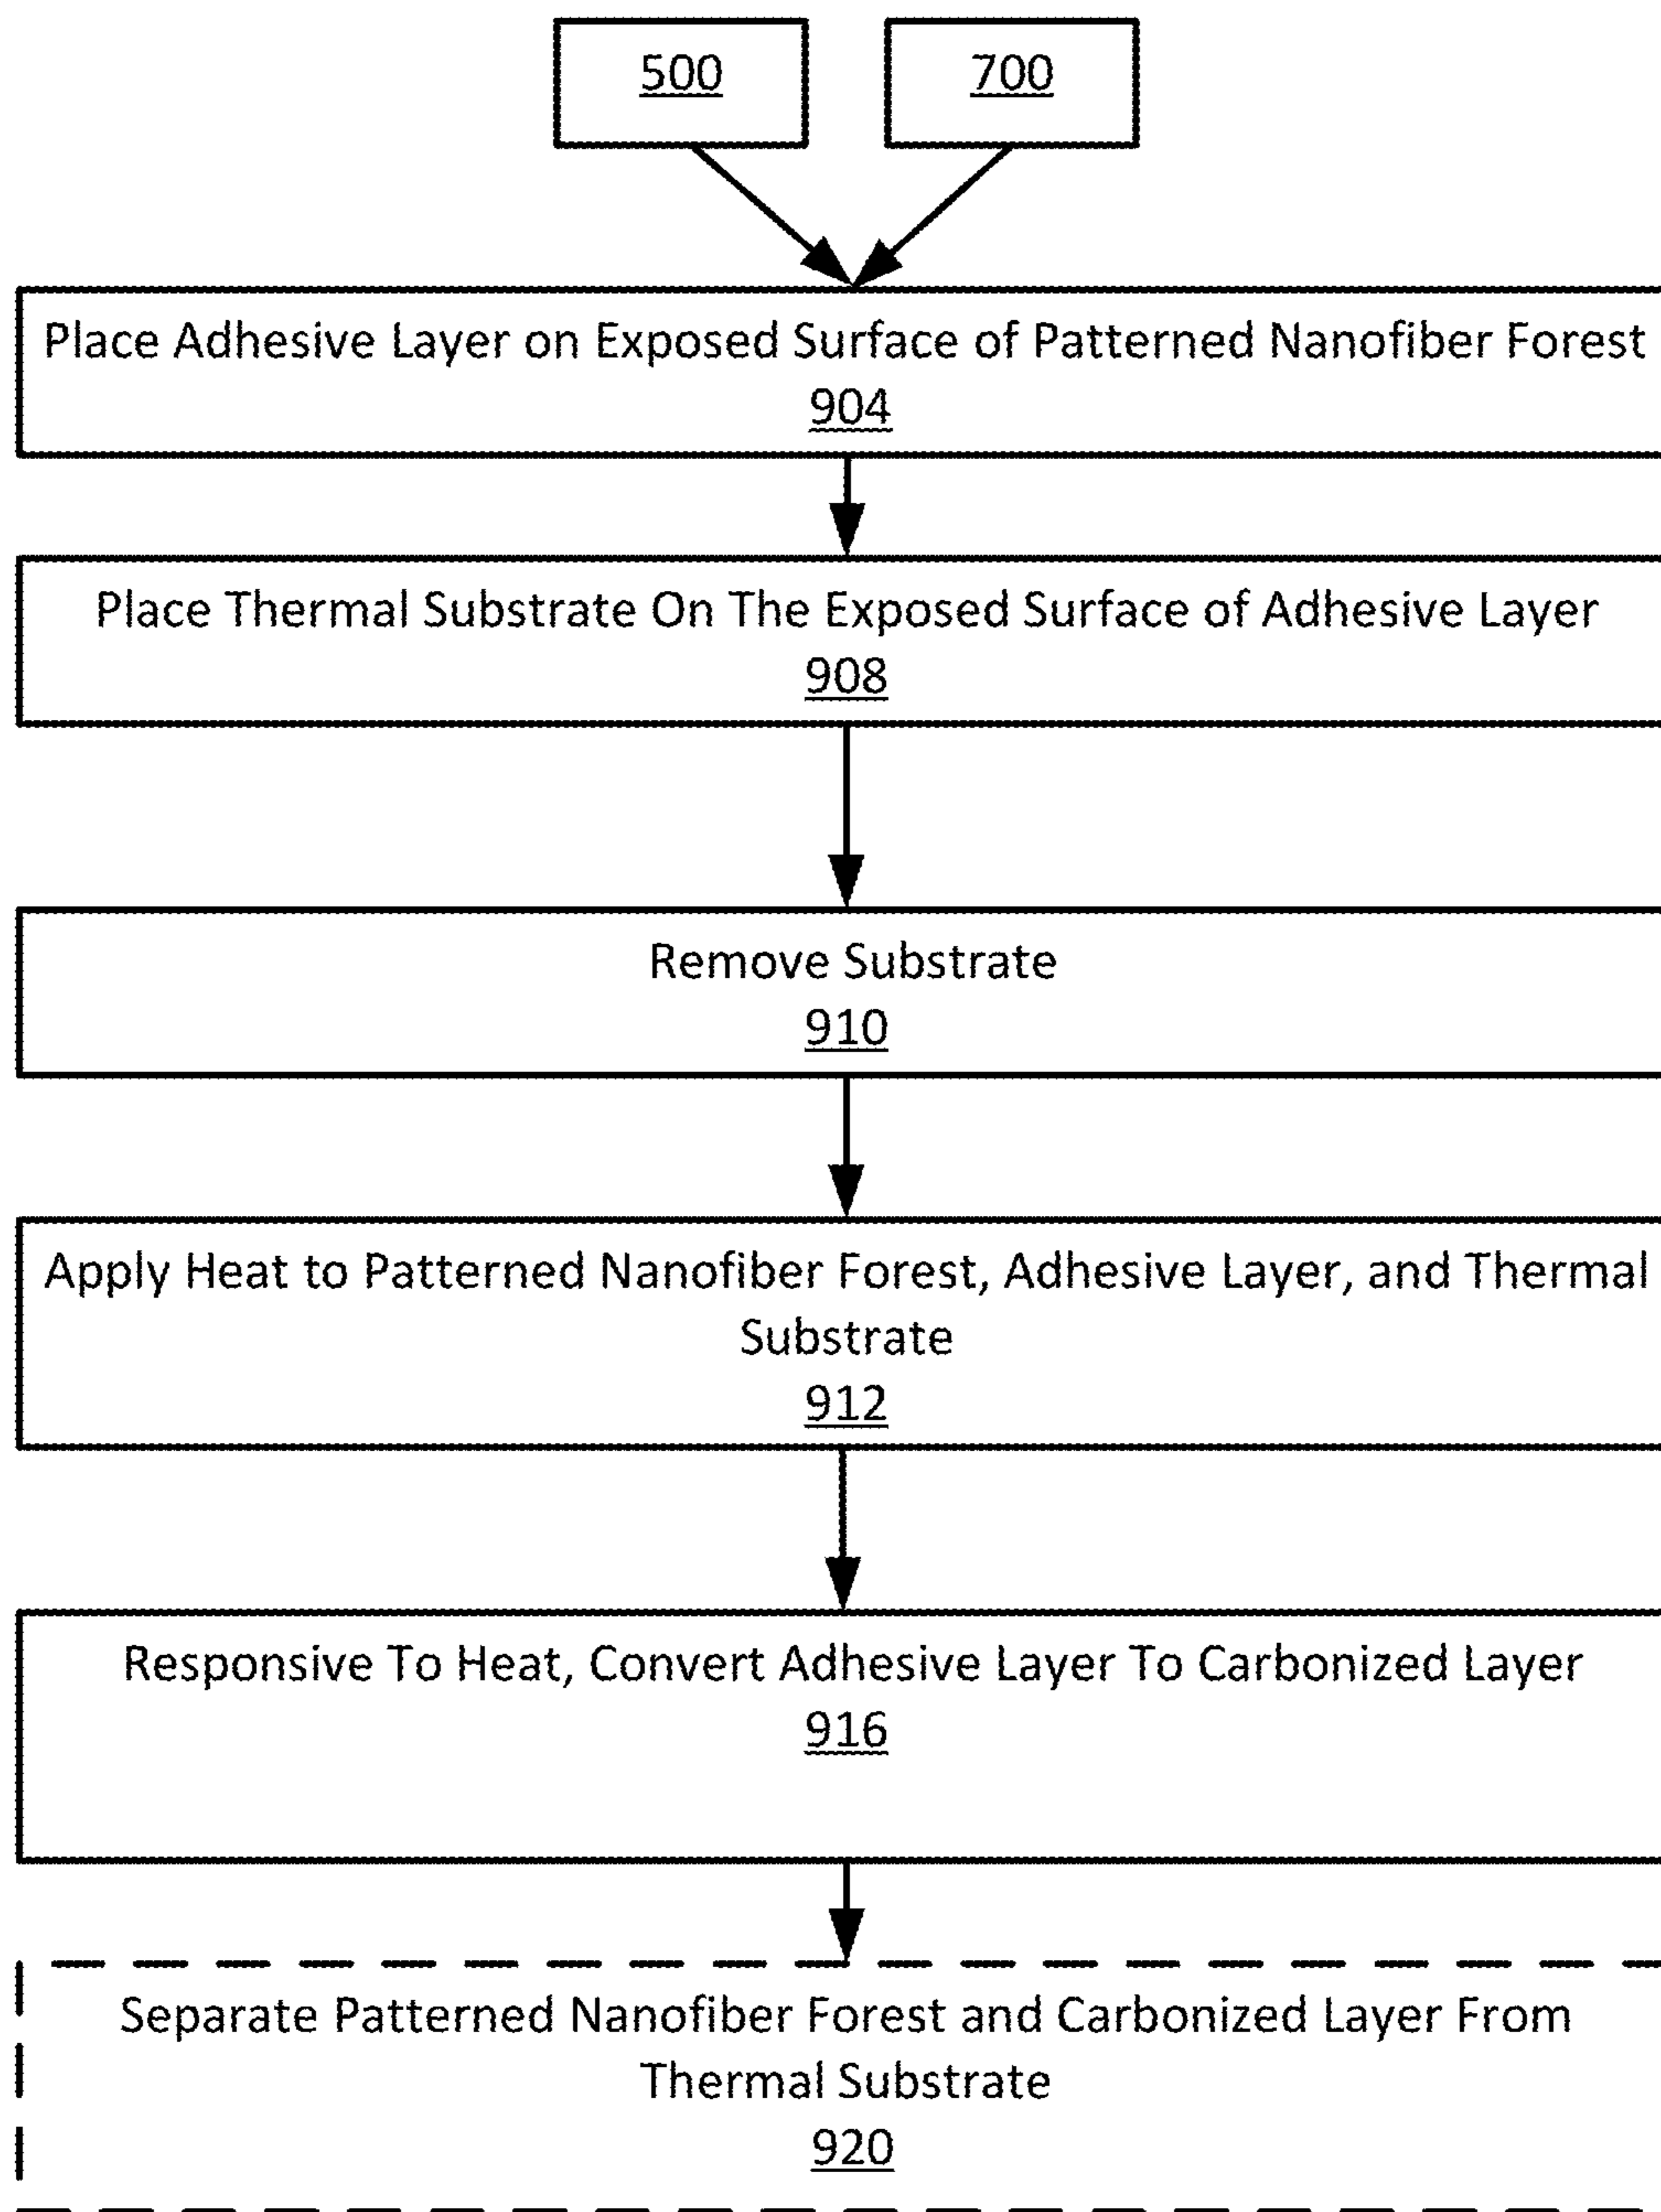 500
700
Place Adhesive Layer on Exposed Surface of Patterned Nanofiber Forest
904
Place Thermal Substrate On The Exposed Surface of Adhesive Layer
908
Remove Substrate
910
Apply Heat to Patterned Nanofiber Forest, Adhesive Layer, and Thermal
Substrate
912
Responsive To Heat, Convert Adhesive Layer To Carbonized Layer
916
Separate Patterned Nanofiber Forest and Carbonized Layer From
Thermal Substrate
920